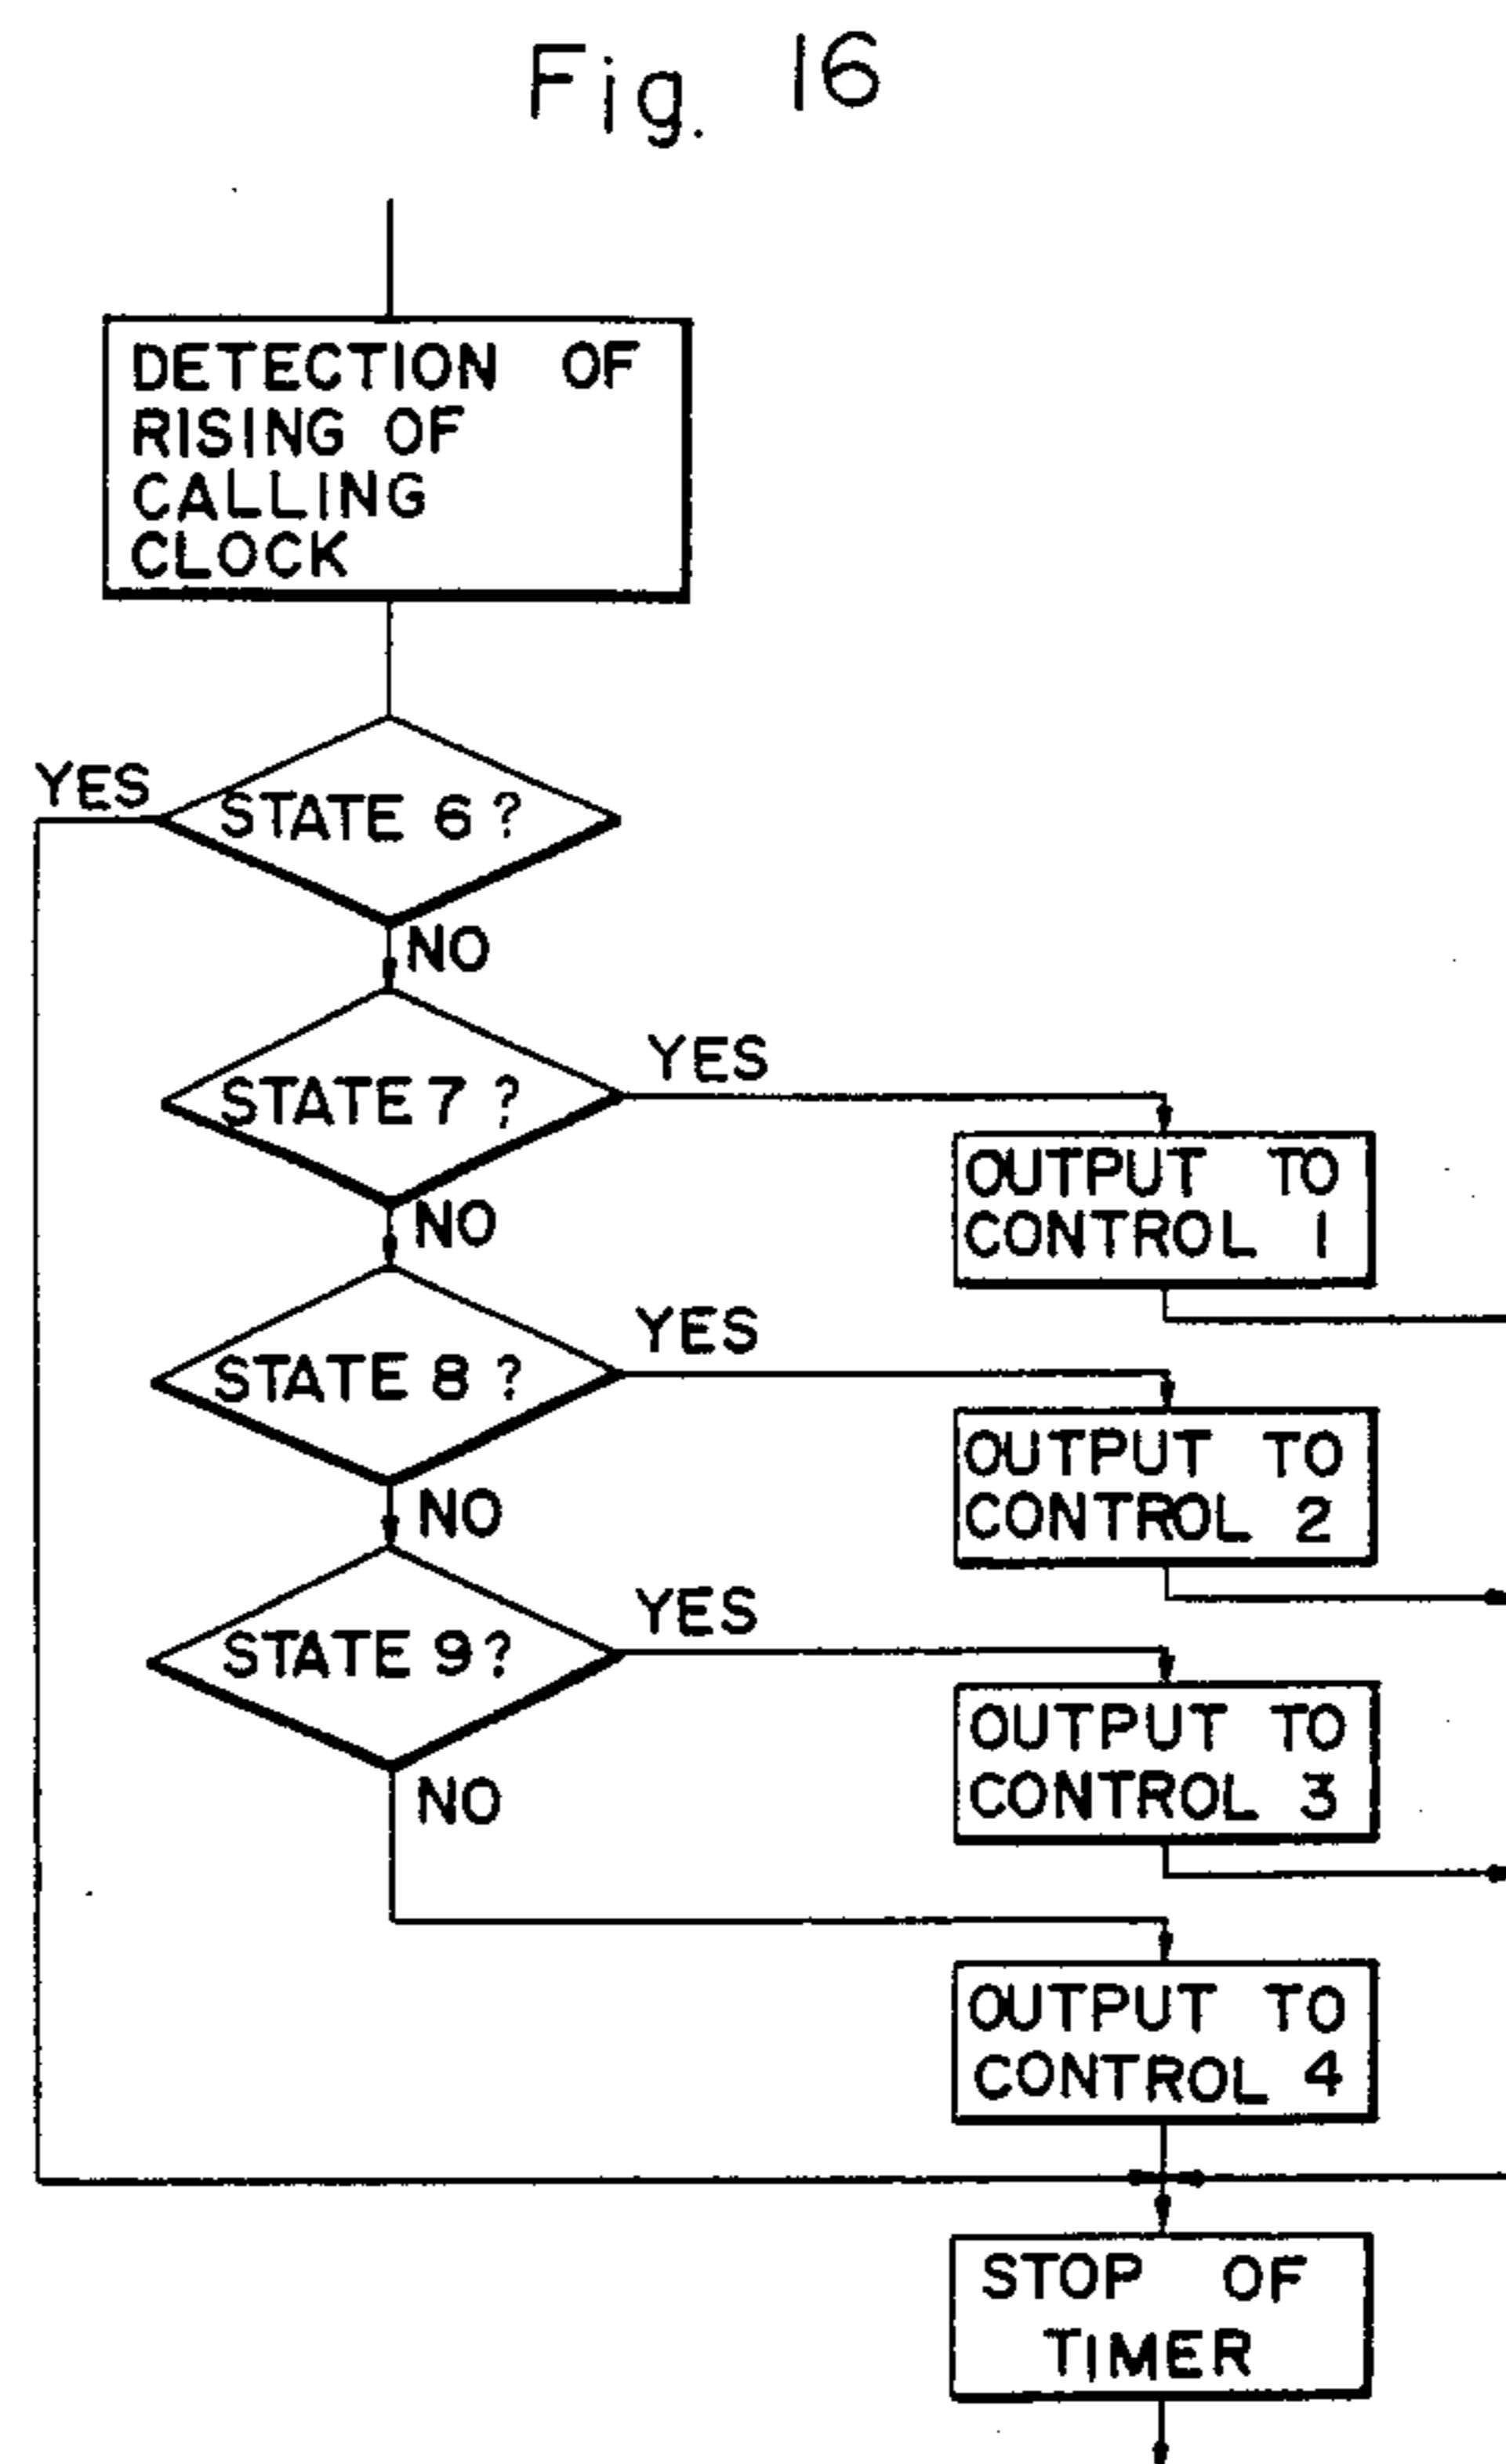 Fig. 16
DETECTION OF
RISING OF
CALLING
CLOCK
YES
STATE 6?
NO
STATE 7?
YES
OUTPUT TO
CONTROL 1
NO
STATE 8?
YES
OUTPUT TO
CONTROL 2
NO
STATE 9?
YES
OUTPUT TO
CONTROL 3
NO
OUTPUT TO
CONTROL 4
STOP OF
TIMER